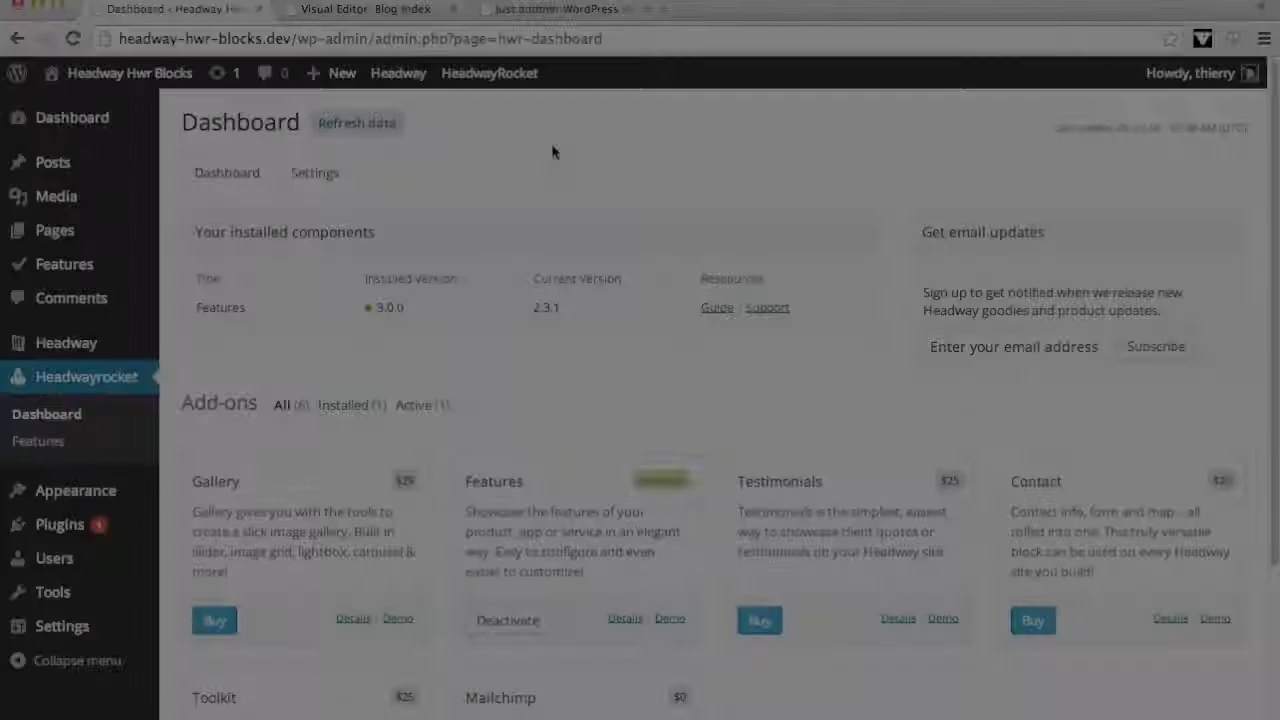 Dashboard ‹ Headway
Visual Editor: Blog Index
Just another WordPress
headway-hwr-blocks.dev/wp-admin/admin.php?page=hwr-dashboard
Headway Hwr Blocks 1 0 New Headway HeadwayRocket Howdy, thierry
Dashboard
Posts
Media
Pages
Features
Comments
Headway
Headwayrocket
Dashboard
Features
Appearance
Plugins 1
Users
Tools
Settings
Collapse menu
Dashboard Refresh data
Dashboard Settings
Your installed components
Title Installed Version Current Version Resources
Features 3.0.0 2.3.1 Guide Support
Get email updates
Sign up to get notified when we release new
Headway goodies and product updates.
Enter your email address Subscribe
Add-ons All (6) Installed (1) Active (1)
Gallery $25
Gallery gives you with the tools to
create a slick image gallery. Built in
slider, image grid, lightbox, carousel &
more!
Buy Details Demo
Features
Showcase the features of your
product, app or service in an elegant
way. Easy to configure and even
easier to customize!
Deactivate Details Demo
Testimonials $25
Testimonials is the simplest, easiest
way to showcase client quotes or
testimonials on your Headway site
Buy Details Demo
Contact
Contact info, form and map - all
rolled into one. This truly versatile
block can be used on every Headway
site you build!
Buy Details Demo
Toolkit $25
Mailchimp $0